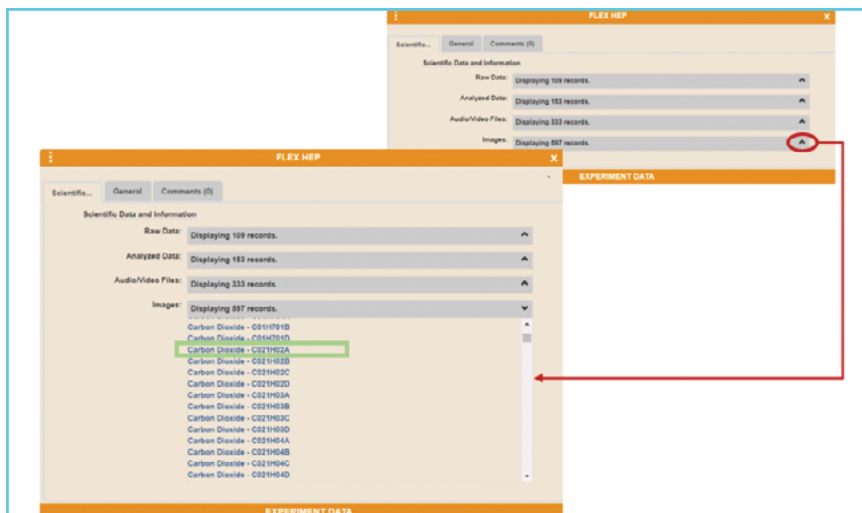 FLEX HEP
X
Scientific...
General
Comments (0)
Scientific Data and Information
Raw Data: Displaying 109 records.
Analyzed Data: Displaying 153 records.
Audio/Video Files: Displaying 333 records.
Images: Displaying records.
EXPERIMENT DATA
FLEX HEP
X
Scientific...
General
Comments (0)
Scientific Data and Information
Raw Data: Displaying 109 records.
Analyzed Data: Displaying 153 records.
Audio/Video Files: Displaying 333 records.
Images: Displaying records.
Carbon Dioxide - C01H701B
Carbon Dioxide - C01H701D
Carbon Dioxide - C021H02A
Carbon Dioxide - C021H02B
Carbon Dioxide - C021H02C
Carbon Dioxide - C021H02D
Carbon Dioxide - C021H03A
Carbon Dioxide - C021H03B
Carbon Dioxide - C021H03C
Carbon Dioxide - C021H03D
Carbon Dioxide - C021H04A
Carbon Dioxide - C021H04B
Carbon Dioxide - C021H04C
Carbon Dioxide - C021H04D
EXPERIMENT DATA